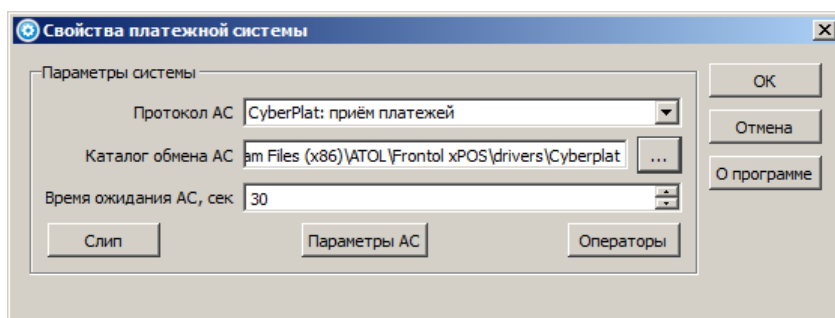 Свойства платежной системы
Параметры системы
Протокол АС CyberPlat: приём платежей
Каталог обмена АС am Files (x86)\ATOL\Frontol xPOS\drivers\Cyberplat ...
Время ожидания АС, сек 30
Слип Параметры АС Операторы
ОК
Отмена
О программе